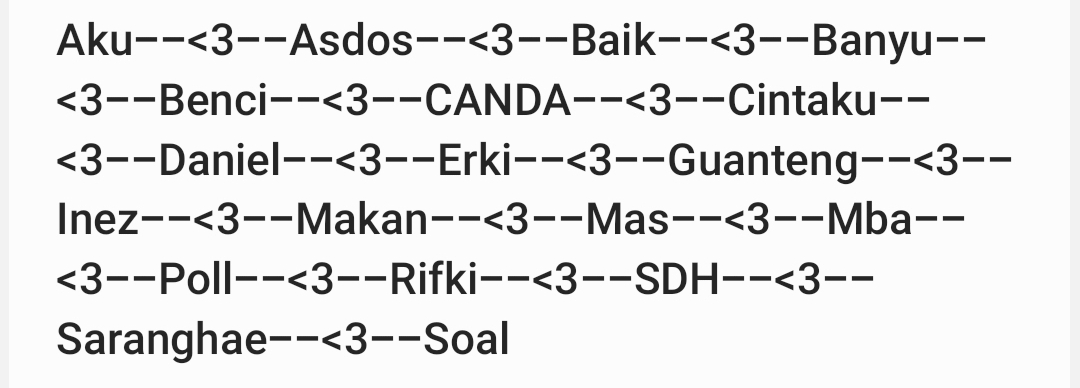 Aku--<3--Asdos--<3--Baik--<3--Banyu--
<3--Benci--<3--CANDA--<3--Cintaku--
<3--Daniel--<3--Erki--<3--Guanteng--<3--
Inez--<3--Makan--<3--Mas--<3--Mba--
<3--Poll--<3--Rifki--<3--SDH--<3--
Saranghae--<3--Soal